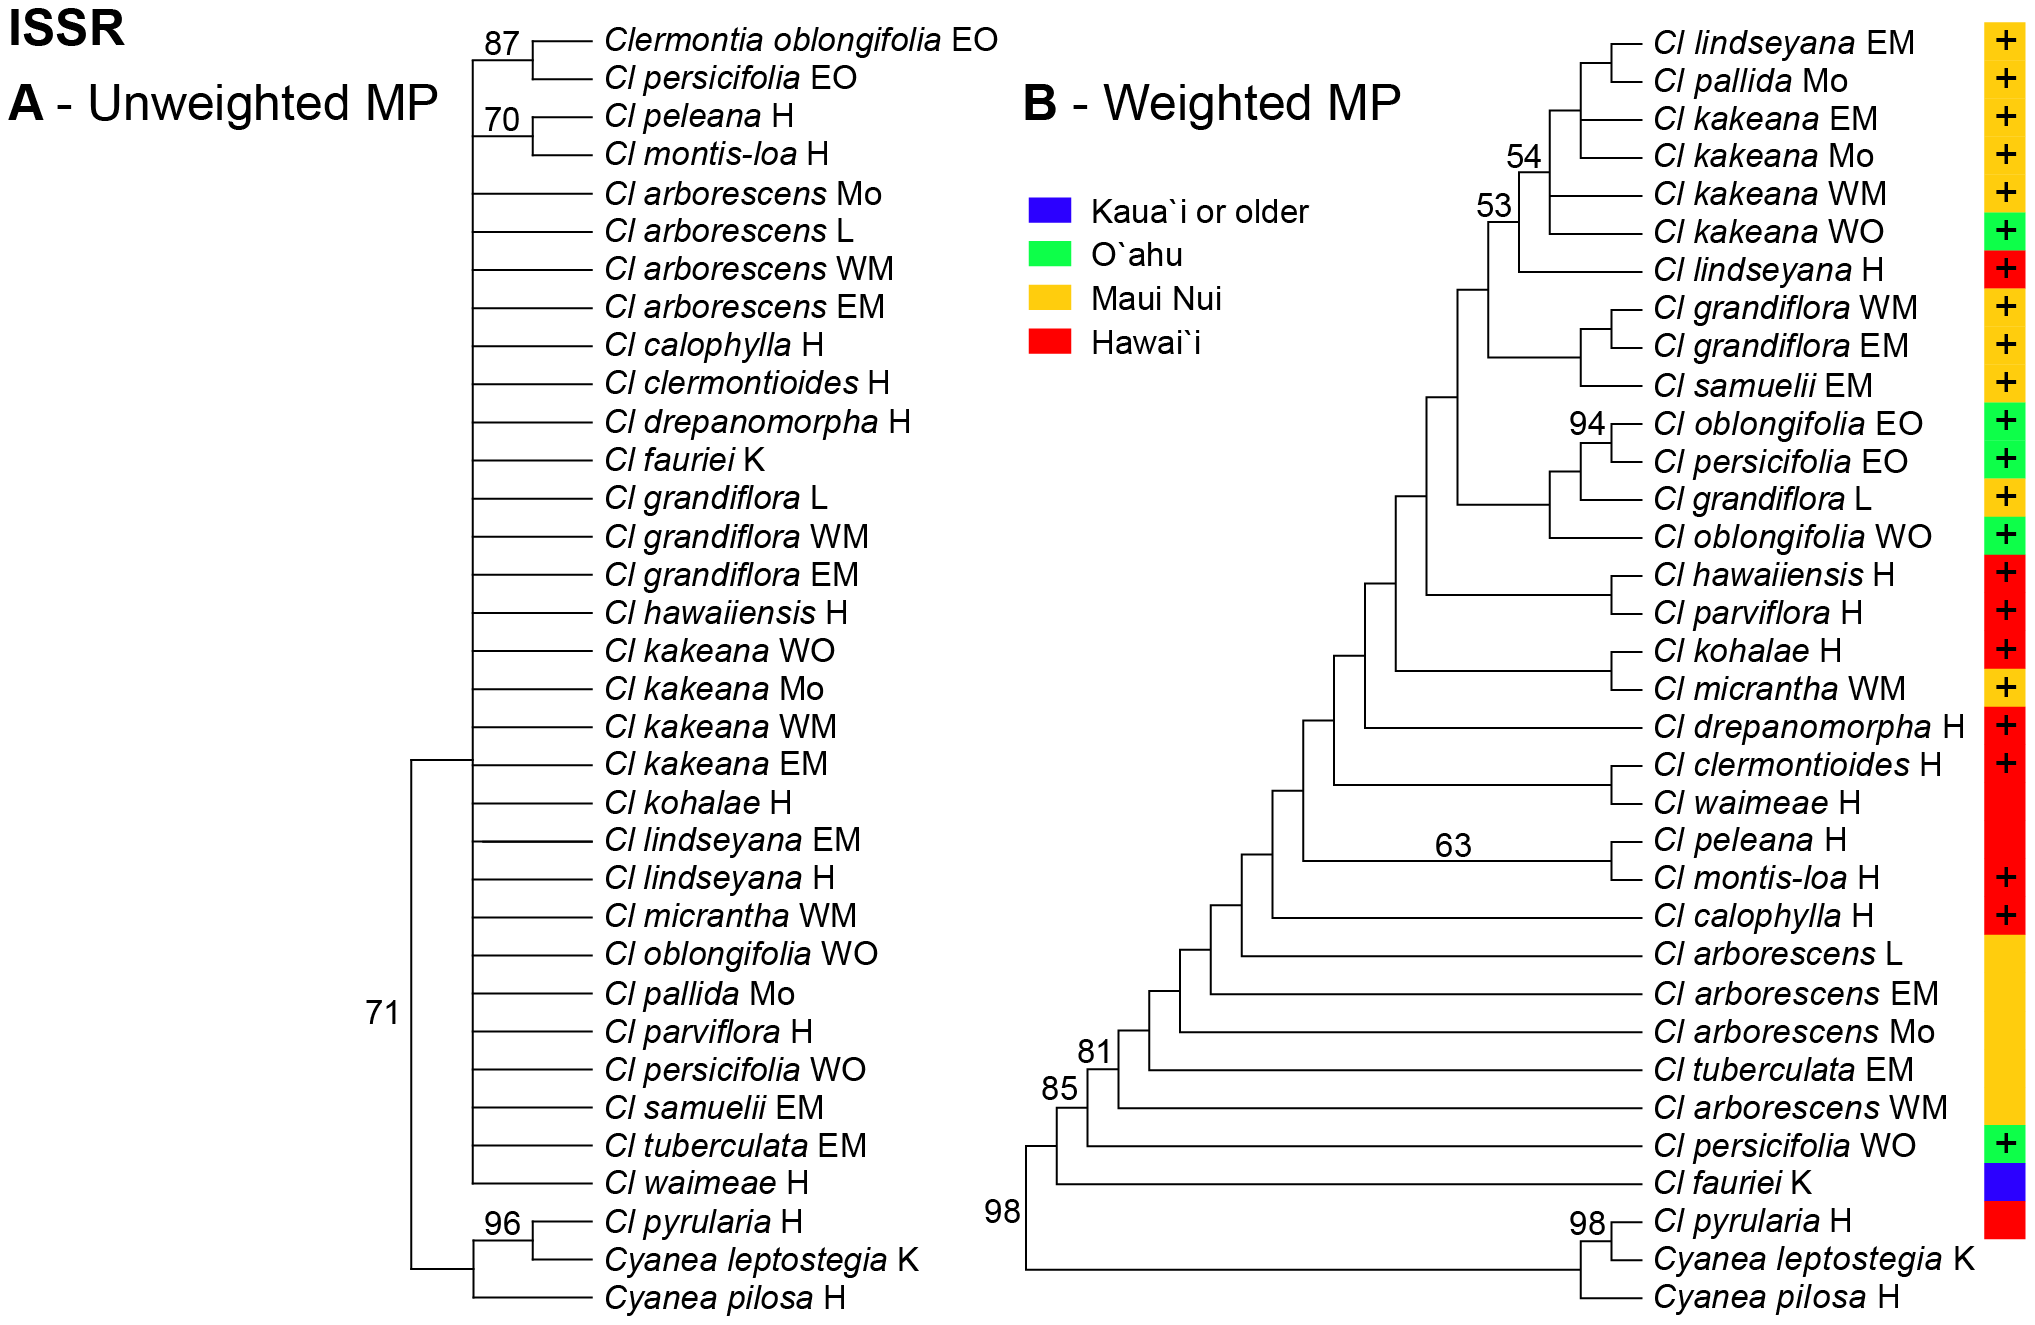 ISSR
A - Unweighted MP
87
Clermontia oblongifolia EO
Cl persicifolia EO
70
Cl peleana H
Cl montis-loa H
Cl arborescens Mo
Cl arborescens L
Cl arborescens WM
Cl arborescens EM
Cl calophylla H
Cl clermontioides H
Cl drepanomorpha H
Cl fauriei K
Cl grandiflora L
Cl grandiflora WM
Cl grandiflora EM
Cl hawaiiensis H
Cl kakeana WO
Cl kakeana Mo
Cl kakeana WM
Cl kakeana EM
Cl kohalae H
Cl lindseyana EM
Cl lindseyana H
Cl micrantha WM
Cl oblongifolia WO
Cl pallida Mo
71
Cl parviflora H
Cl persicifolia WO
Cl samuelii EM
Cl tuberculata EM
Cl waimeae H
96
Cl pyrularia H
Cyanea leptostegia K
Cyanea pilosa H
B - Weighted MP
Kaua`i or older
O`ahu
Maui Nui
Hawai`i
Cl lindseyana EM +
Cl pallida Mo +
Cl kakeana EM +
Cl kakeana Mo +
54
Cl kakeana WM +
53
Cl kakeana WO +
Cl lindseyana H +
Cl grandiflora WM +
Cl grandiflora EM +
Cl samuelii EM +
94
Cl oblongifolia EO +
Cl persicifolia EO +
Cl grandiflora L +
Cl oblongifolia WO +
Cl hawaiiensis H +
Cl parviflora H +
Cl kohalae H +
Cl micrantha WM +
Cl drepanomorpha H +
Cl clermontioides H +
Cl waimeae H
63
Cl peleana H
Cl montis-loa H +
Cl calophylla H +
Cl arborescens L
Cl arborescens EM
Cl arborescens Mo
81
Cl tuberculata EM
85
Cl arborescens WM
Cl persicifolia WO +
Cl fauriei K
98
98
Cl pyrularia H
Cyanea leptostegia K
Cyanea pilosa H